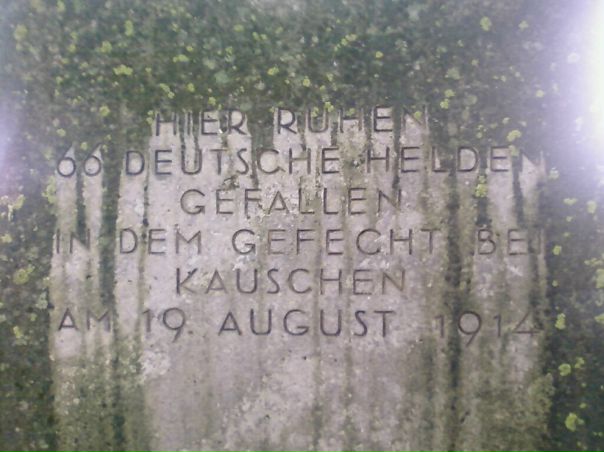 HIER RUHEN
66 DEUTSCHE HELDEN
GEFALLEN
IN DEM GEFECHT BEI
KAUSCHEN
AM 19. AUGUST 1914